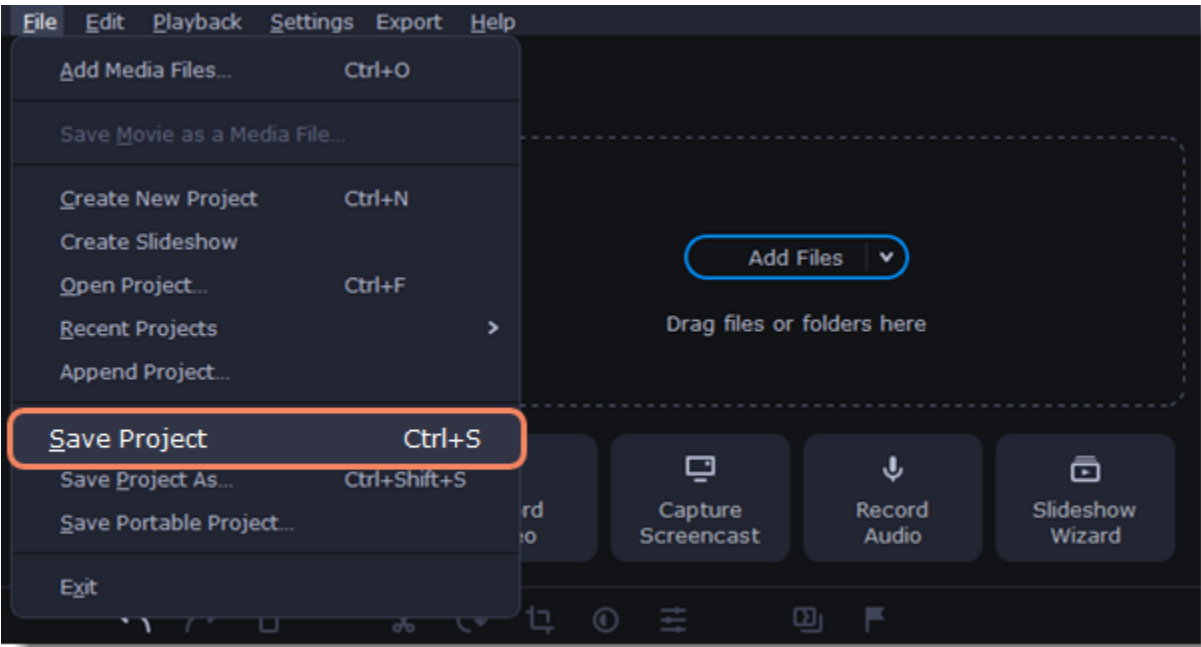 File Edit Playback Settings Export Help
Add Media Files... Ctrl+O
Save Movie as a Media File...
Create New Project Ctrl+N
Create Slideshow
Open Project... Ctrl+F
Recent Projects
Append Project...
Save Project Ctrl+S
Save Project As... Ctrl+Shift+S
Save Portable Project...
Exit
Add Files
Drag files or folders here
Capture
Screencast
Record
Audio
Slideshow
Wizard